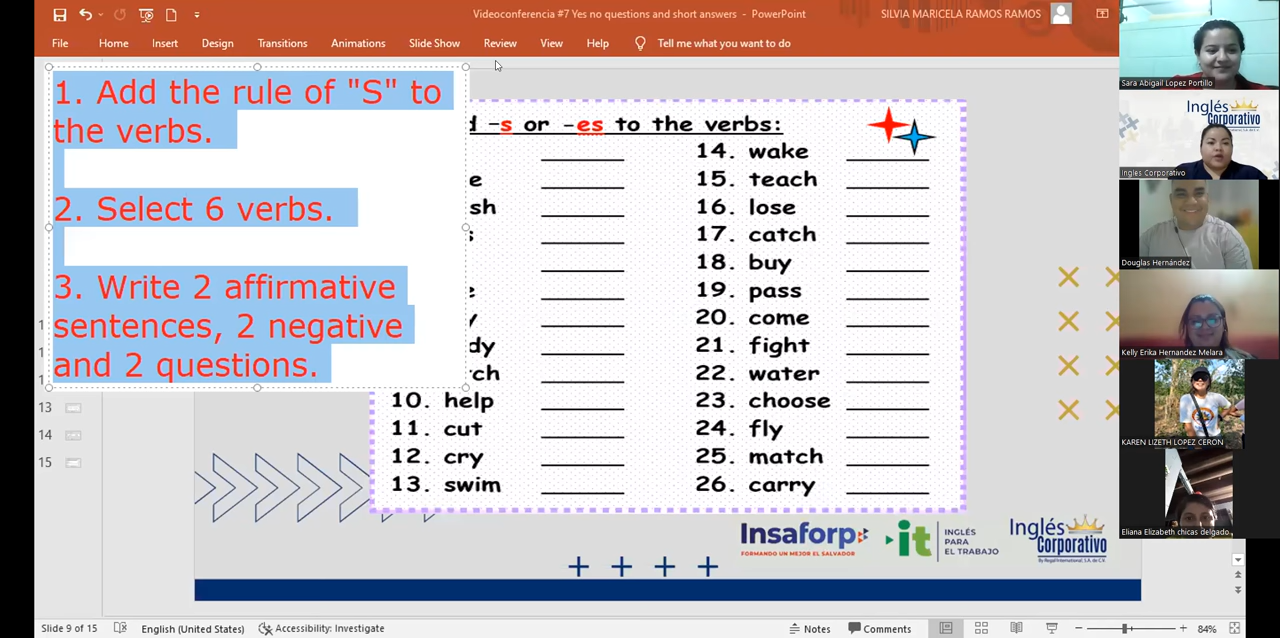 Videoconferencia #7 Yes no questions and short answers - PowerPoint
SILVIA MARICELA RAMOS RAMOS
File Home Insert Design Transitions Animations Slide Show Review View Help Tell me what you want to do
1. Add the rule of "S" to
the verbs.
2. Select 6 verbs.
3. Write 2 affirmative
sentences, 2 negative
and 2 questions.
-s or -es to the verbs:
10. help
11. cut
12. cry
13. swim
14. wake
15. teach
16. lose
17. catch
18. buy
19. pass
20. come
21. fight
22. water
23. choose
24. fly
25. match
26. carry
13
14
15
Insaforp
FORMANDO UN MEJOR EL SALVADOR
it
INGLÉS
PARA
EL TRABAJO
Inglés
Corporativo
By Regal International, S.A. de C.V.
Slide 9 of 15 English (United States) Accessibility: Investigate Notes Comments 84%
Sara Abigail Lopez Portillo
Inglés
Corporativo
Ingles Corporativo
Douglas Hernández
Kelly Erika Hernandez Melara
KAREN LIZETH LOPEZ CERON
Eliana Elizabeth chicas delgado